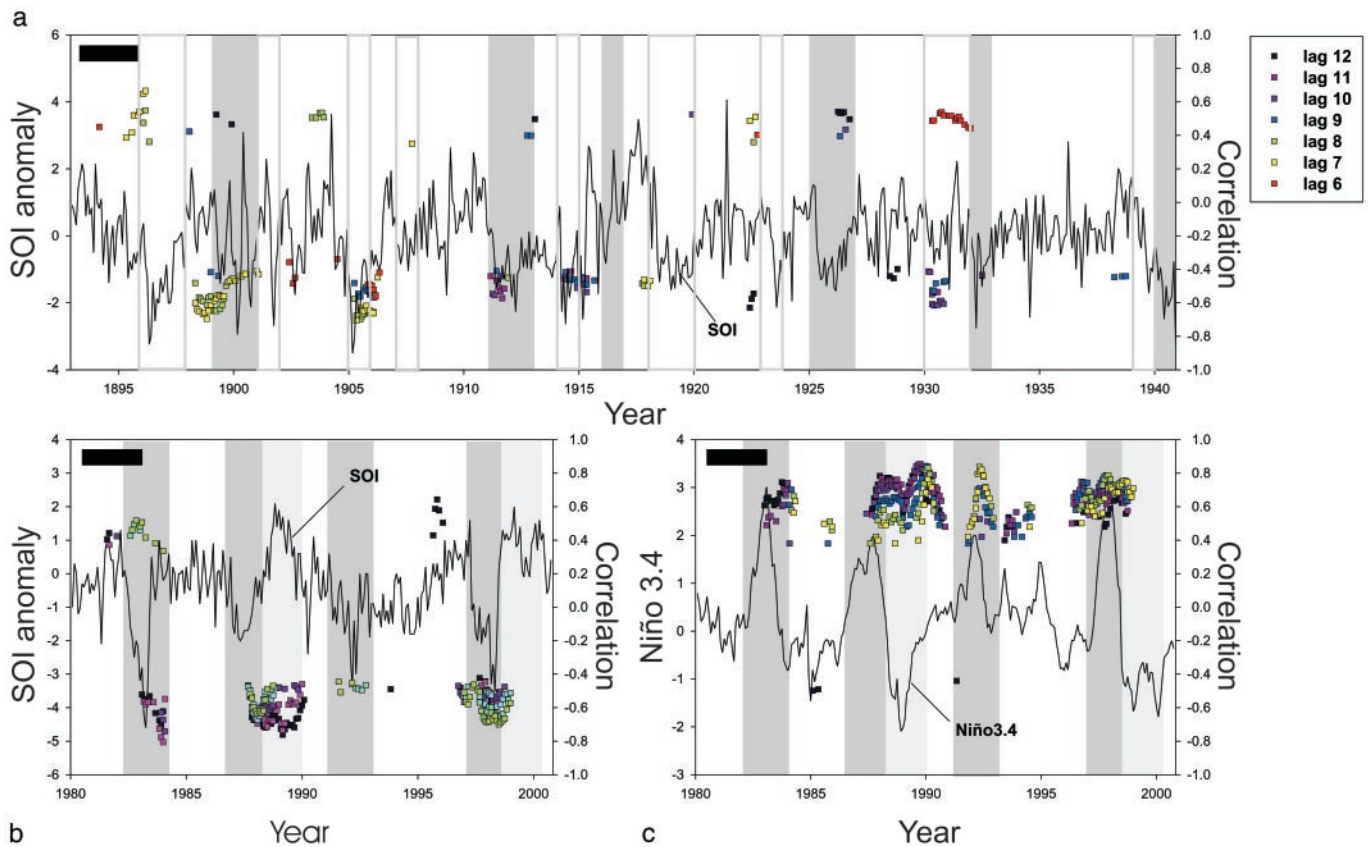 a
6
4
2
0
-2
-4
SOI anomaly
1.0
0.8
0.6
0.4
0.2
0.0
-0.2
-0.4
-0.6
-0.8
-1.0
Correlation
SOI
1895 1900 1905 1910 1915 1920 1925 1930 1935 1940
Year
lag 12
lag 11
lag 10
lag 9
lag 8
lag 7
lag 6
4
3
2
1
0
-1
-2
-3
-4
-5
-6
SOI anomaly
1.0
0.8
0.6
0.4
0.2
0.0
-0.2
-0.4
-0.6
-0.8
-1.0
Correlation
SOI
1980 1985 1990 1995 2000
b Year
4
3
2
1
0
-1
-2
-3
Niño 3.4
1.0
0.8
0.6
0.4
0.2
0.0
-0.2
-0.4
-0.6
-0.8
-1.0
Correlation
Niño3.4
1980 1985 1990 1995 2000
c Year